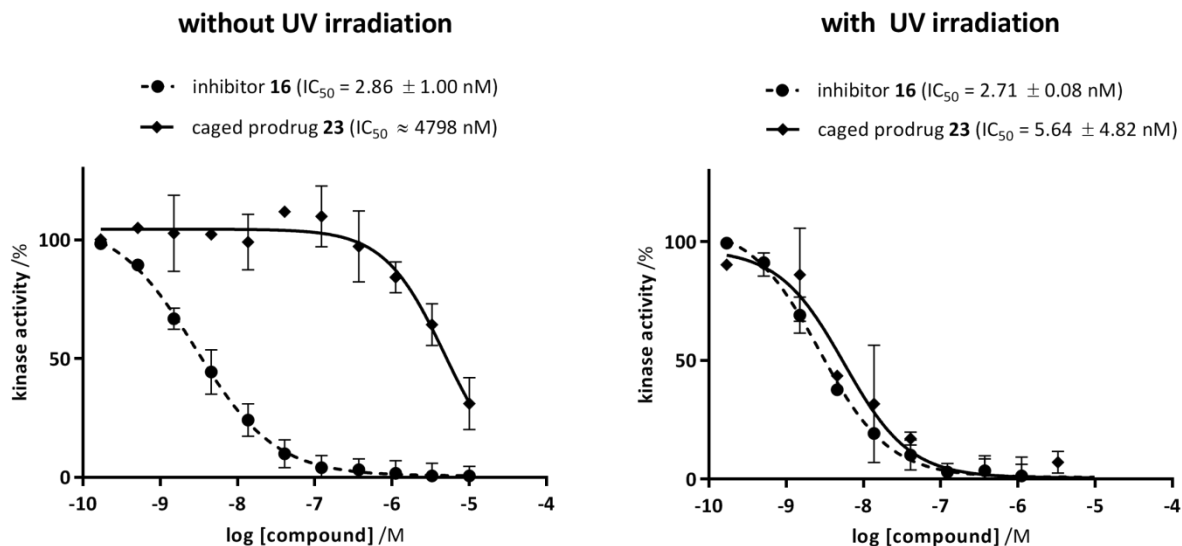 without UV irradiation
inhibitor 16 (IC50 = 2.86 ± 1.00 nM)
caged prodrug 23 (IC50 ≈ 4798 nM)
100
50
0
kinase activity /%
-10 -9 -8 -7 -6 -5 -4
log [compound] /M
with UV irradiation
inhibitor 16 (IC50 = 2.71 ± 0.08 nM)
caged prodrug 23 (IC50 = 5.64 ± 4.82 nM)
100
50
0
kinase activity /%
-10 -9 -8 -7 -6 -5 -4
log [compound] /M